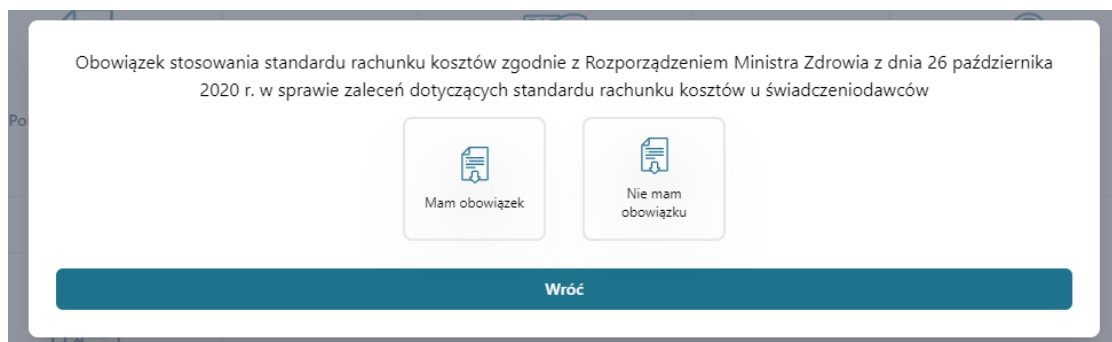 Obowiązek stosowania standardu rachunku kosztów zgodnie z Rozporządzeniem Ministra Zdrowia z dnia 26 października
2020 r. w sprawie zaleceń dotyczących standardu rachunku kosztów u świadczeniodawców
Po
Mam obowiązek
Nie mam
obowiązku
Wróć